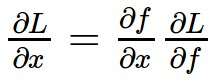 ∂L/∂x = ∂f/∂x ∂L/∂f